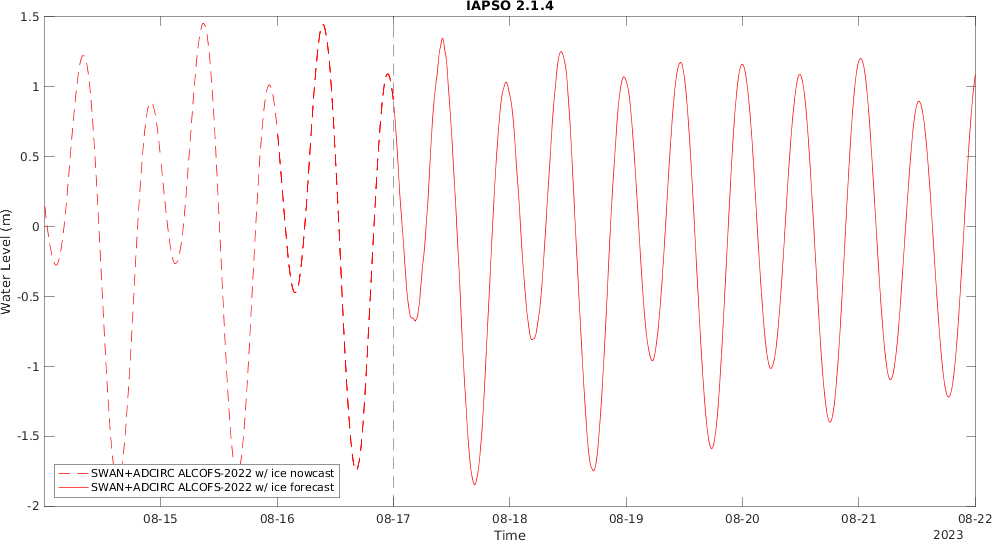 IAPSO 2.1.4
1.5
1
0.5
0
-0.5
-1
-1.5
-2
Water Level (m)
SWAN+ADCIRC ALCOFS-2022 w/ ice nowcast
SWAN+ADCIRC ALCOFS-2022 w/ ice forecast
08-15 08-16 08-17 08-18 08-19 08-20 08-21 08-22
Time
2023